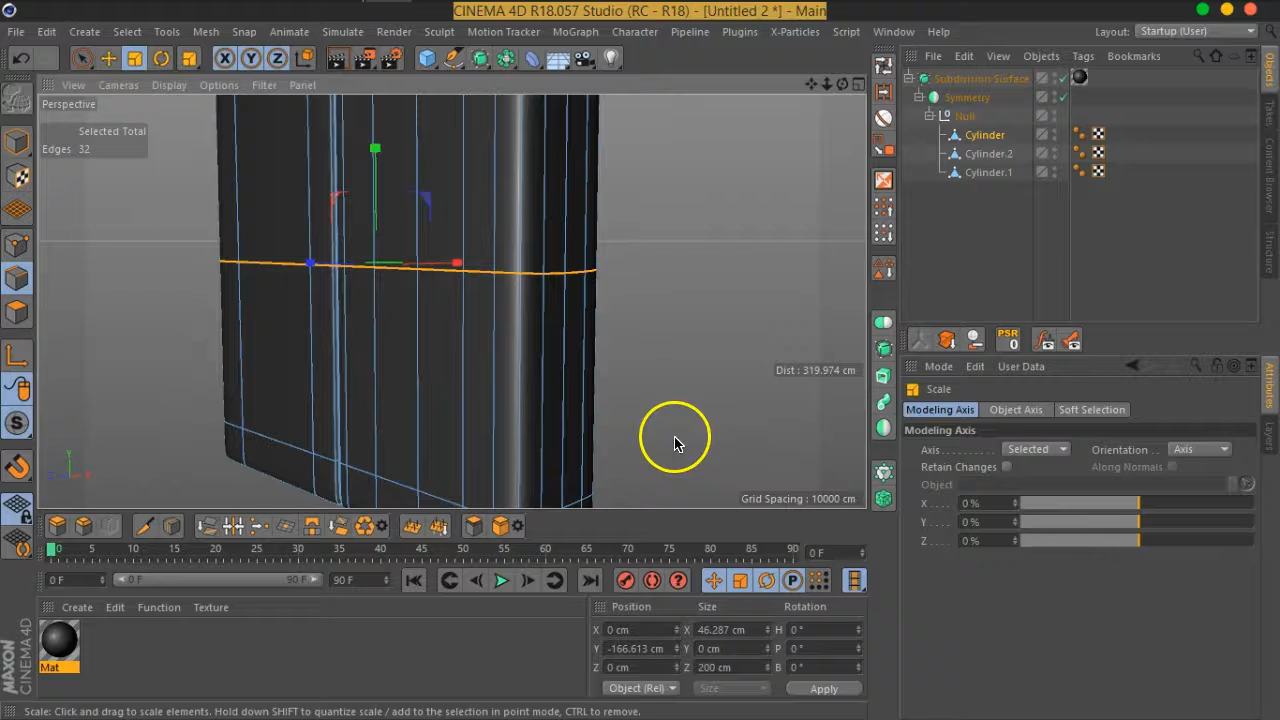 CINEMA 4D R18.057 Studio (RC - R18) - [Untitled 2 *] - Main
File Edit Create Select Tools Mesh Snap Animate Simulate Render Sculpt Motion Tracker MoGraph Character Pipeline Plugins X-Particles Script Window Help Layout: Startup (User)
X Y Z
File Edit View Objects Tags Bookmarks
View Cameras Display Options Filter Panel
Perspective
Selected Total
Edges 32
Subdivision Surface
Symmetry
Null
Cylinder
Cylinder.2
Cylinder.1
Objects
Takes
Content Browser
Structure
PSR
0
Dist : 319.974 cm
Grid Spacing : 10000 cm
Y
X
Z
S
Mode Edit User Data
Scale
Modeling Axis Object Axis Soft Selection
Modeling Axis
Axis Selected Orientation Axis
Retain Changes Along Normals
Object
X 0 %
Y 0 %
Z 0 %
Attributes
Layers
0 5 10 15 20 25 30 35 40 45 50 55 60 65 70 75 80 85 90 0 F
0 F 0 F 90 F 90 F
P
Create Edit Function Texture
Mat
Position Size Rotation
X 0 cm X 46.287 cm H 0 °
Y -166.613 cm Y 0 cm P 0 °
Z 0 cm Z 200 cm B 0 °
Object (Rel) Size Apply
MAXON
CINEMA 4D
Scale: Click and drag to scale elements. Hold down SHIFT to quantize scale / add to the selection in point mode, CTRL to remove.